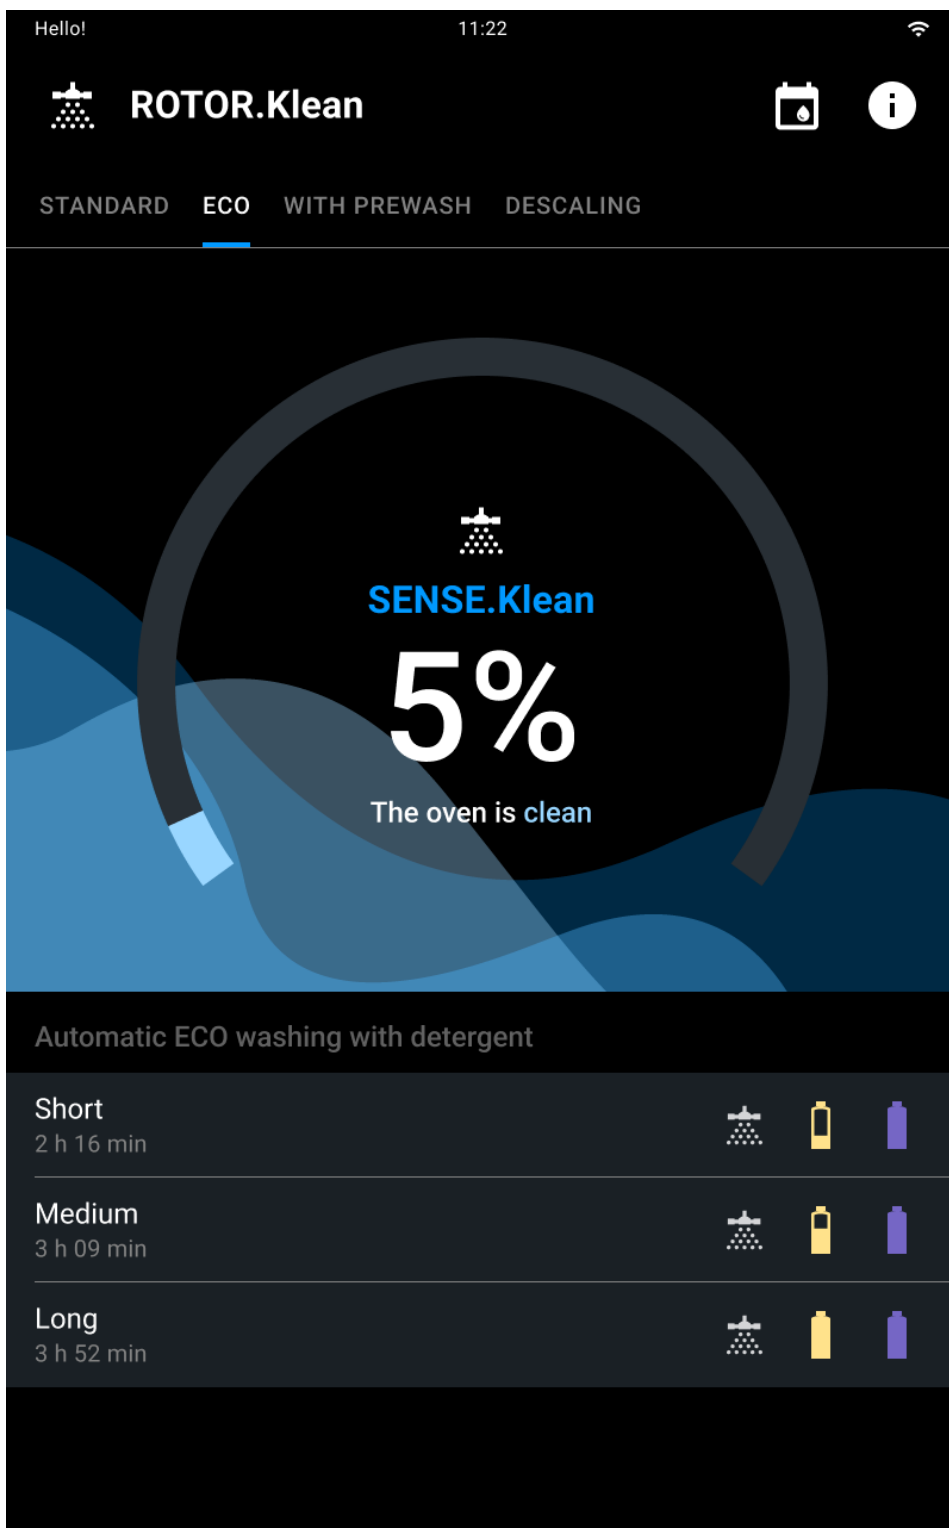 Hello!
11:22
ROTOR.Klean
STANDARD ECO WITH PREWASH DESCALING
SENSE.Klean
5%
The oven is clean
Automatic ECO washing with detergent
Short
2 h 16 min
Medium
3 h 09 min
Long
3 h 52 min